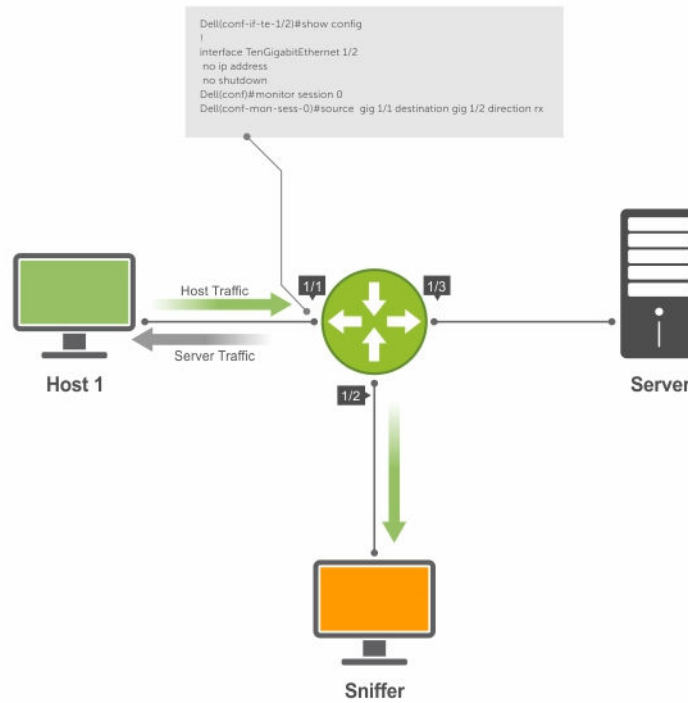 Dell(conf-if-te-1/2)#show config
!
interface TenGigabitEthernet 1/2
no ip address
no shutdown
Dell(conf)#monitor session 0
Dell(conf-mon-sess-0)#source gig 1/1 destination gig 1/2 direction rx
Host Traffic
1/1
1/3
Server Traffic
Host 1
Server
1/2
Sniffer